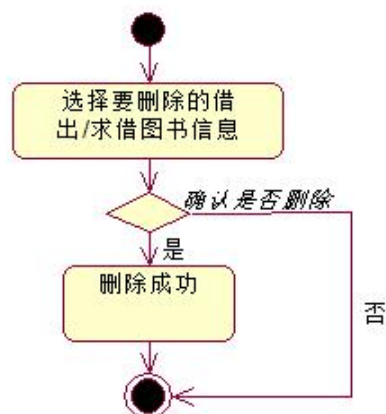 选择要删除的借
出/求借图书信息
确认是否删除
是
删除成功
否